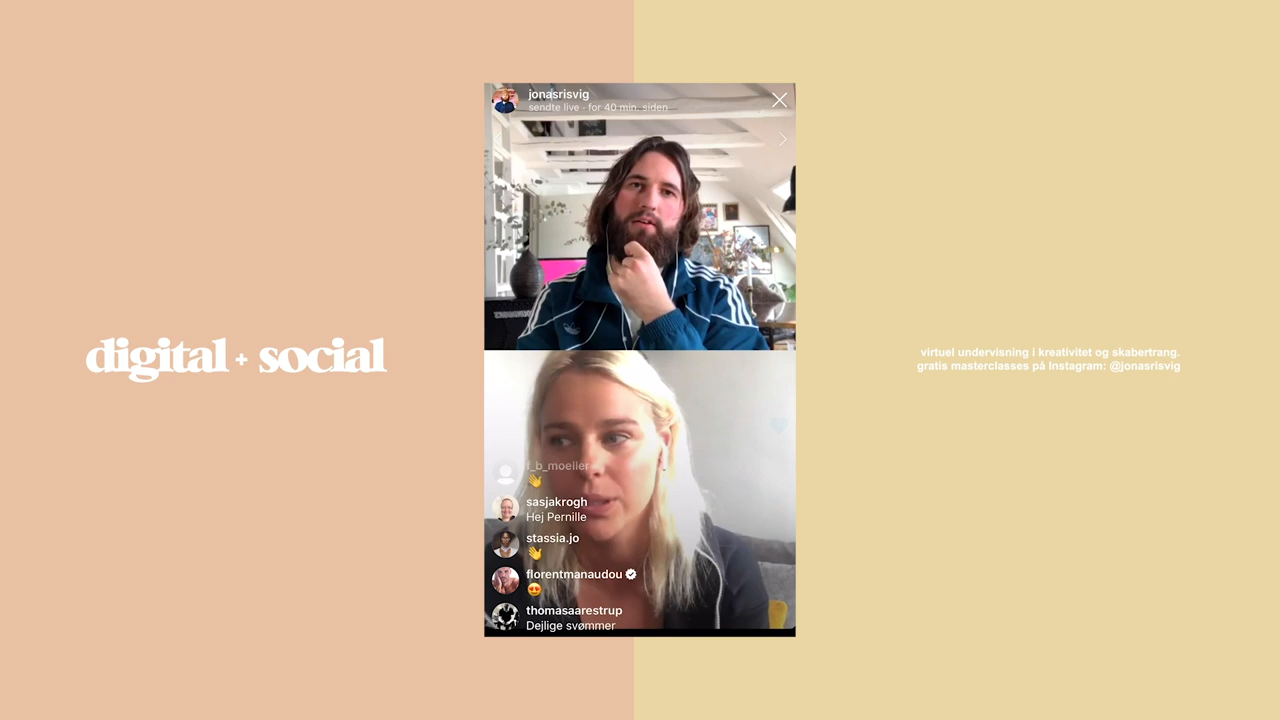 digital + social
jonasrisvig
sendte live - for 40 min. siden
f_b_moeller
👋
sasjakrogh
Hej Pernille
stassia.jo
👋
florentmanaudou
😍
thomsaarestrup
Dejlige svømmer
virtuel undervisning i kreativitet og skabertrang.
gratis masterclasses på Instagram: @jonasrisvig